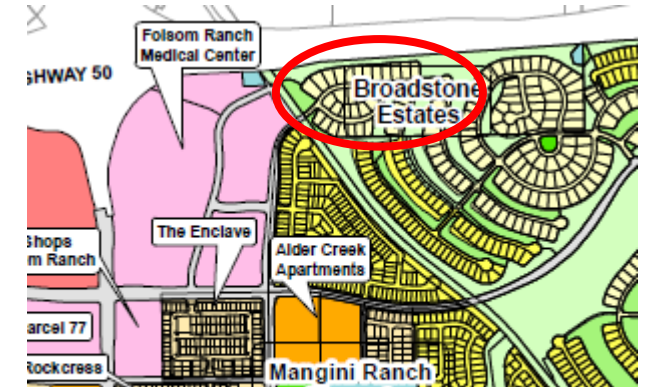 Folsom Ranch
Medical Center
GHWAY 50
Broadstone
Estates
The Enclave
Shops
m Ranch
Alder Creek
Apartments
arcel 77
Rockcress
Mangini Ranch